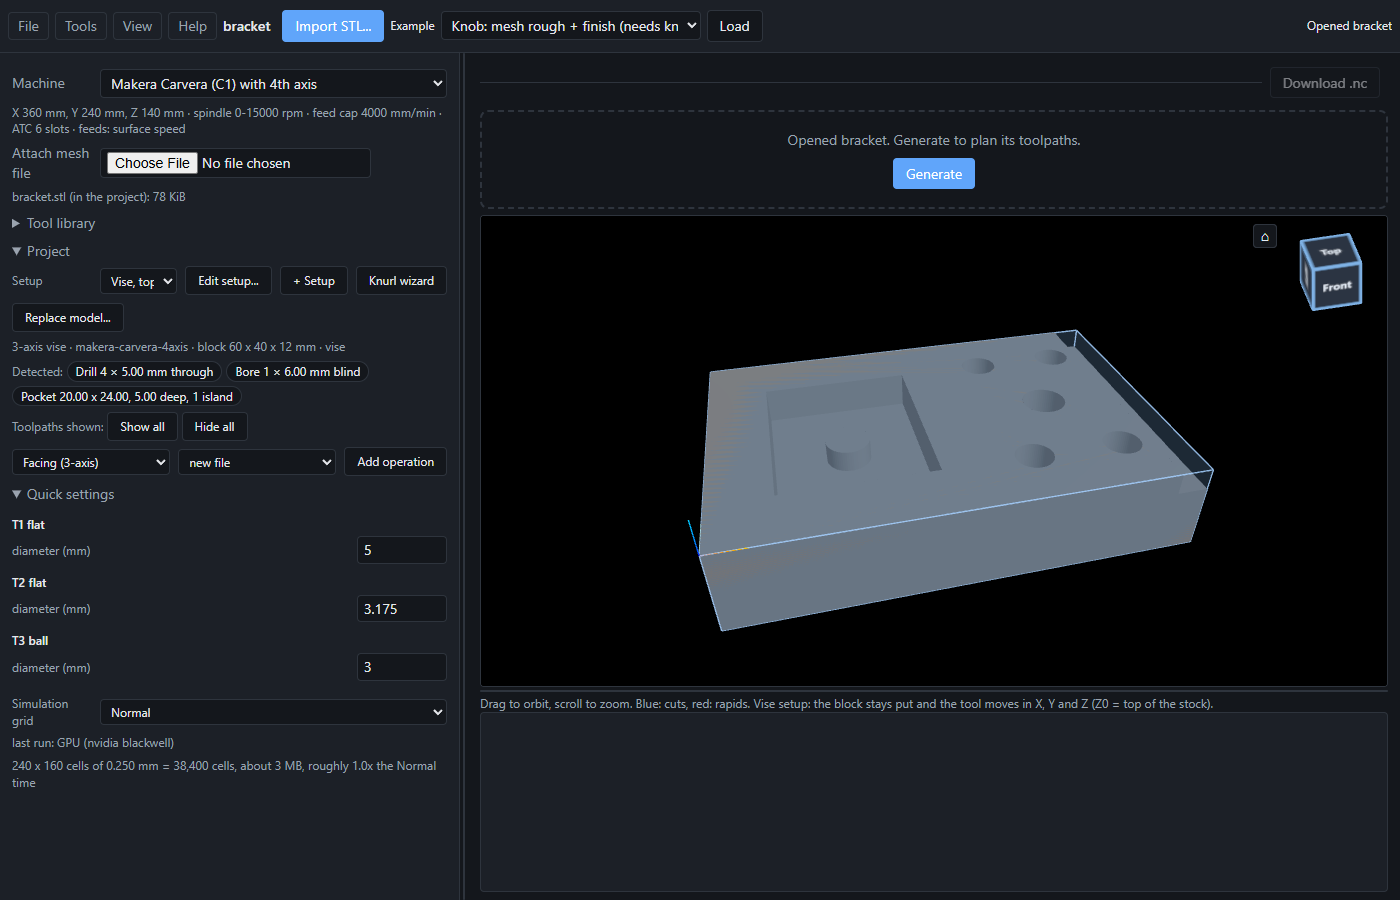 File Tools View Help bracket Import STL... Example Knob: mesh rough + finish (needs kn Load Opened bracket
Machine Makera Carvera (C1) with 4th axis
X 360 mm, Y 240 mm, Z 140 mm · spindle 0-15000 rpm · feed cap 4000 mm/min ·
ATC 6 slots · feeds: surface speed
Attach mesh file Choose File No file chosen
bracket.stl (in the project): 78 KiB
Tool library
Project
Setup Vise, top Edit setup... + Setup Knurl wizard
Replace model...
3-axis vise · makera-carvera-4axis · block 60 x 40 x 12 mm · vise
Detected: Drill 4 × 5.00 mm through Bore 1 × 6.00 mm blind
Pocket 20.00 x 24.00, 5.00 deep, 1 island
Toolpaths shown: Show all Hide all
Facing (3-axis) new file Add operation
Quick settings
T1 flat
diameter (mm) 5
T2 flat
diameter (mm) 3.175
T3 ball
diameter (mm) 3
Simulation grid Normal
last run: GPU (nvidia blackwell)
240 x 160 cells of 0.250 mm = 38,400 cells, about 3 MB, roughly 1.0x the Normal
time
Download .nc
Opened bracket. Generate to plan its toolpaths.
Generate
Top
Front
Drag to orbit, scroll to zoom. Blue: cuts, red: rapids. Vise setup: the block stays put and the tool moves in X, Y and Z (Z0 = top of the stock).